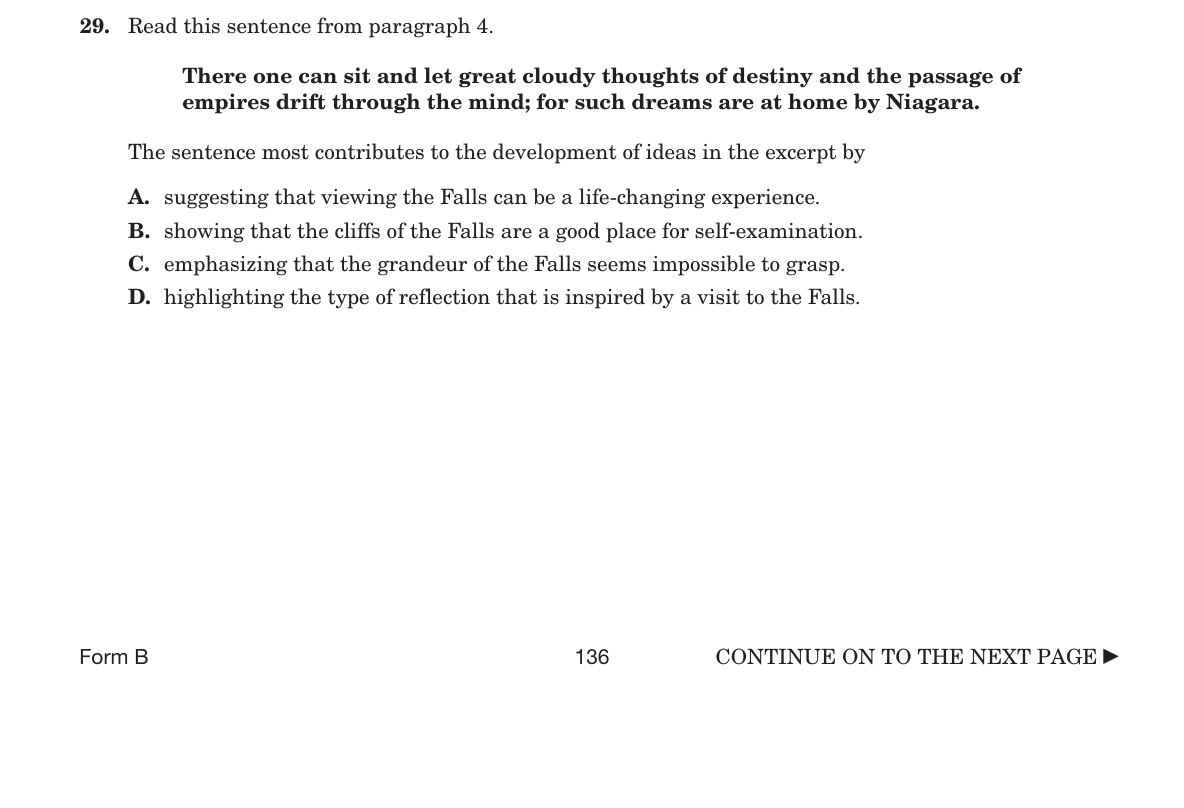 29. Read this sentence from paragraph 4.
There one can sit and let great cloudy thoughts of destiny and the passage of
empires drift through the mind; for such dreams are at home by Niagara.
The sentence most contributes to the development of ideas in the excerpt by
A. suggesting that viewing the Falls can be a life-changing experience.
B. showing that the cliffs of the Falls are a good place for self-examination.
C. emphasizing that the grandeur of the Falls seems impossible to grasp.
D. highlighting the type of reflection that is inspired by a visit to the Falls.
Form B 136 CONTINUE ON TO THE NEXT PAGE ►